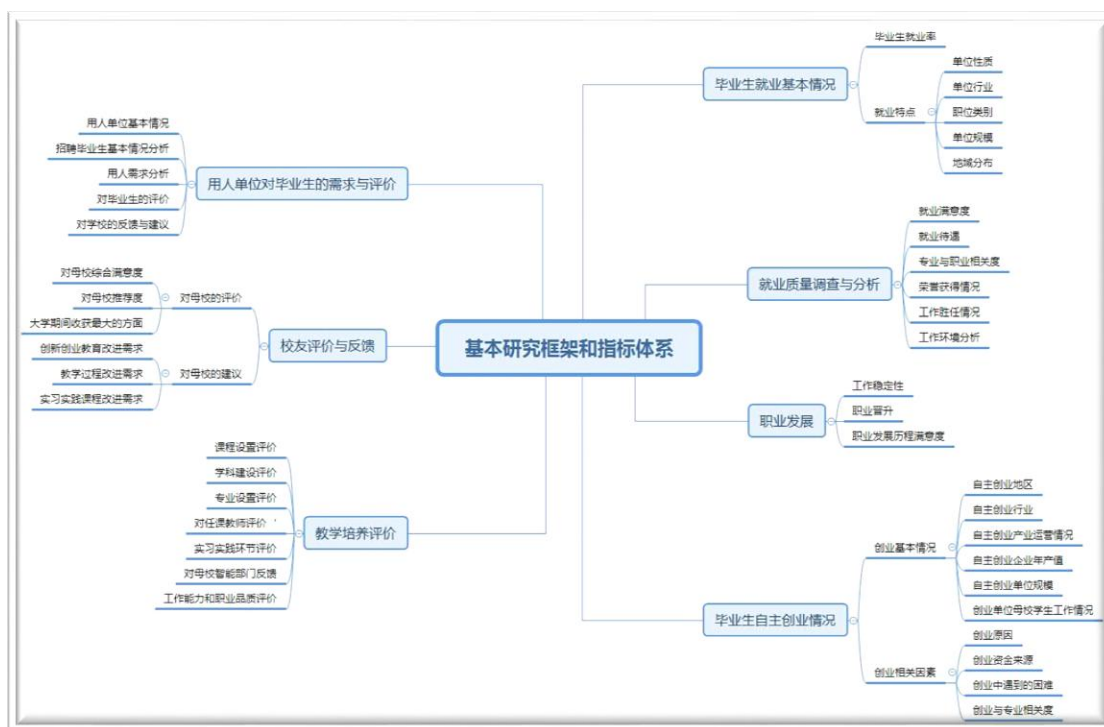 基本研究框架和指标体系
毕业生就业基本情况
毕业生就业率
就业特点
单位性质
单位行业
职位类别
单位规模
地域分布
就业质量调查与分析
就业满意度
就业待遇
专业与职业相关度
荣誉获得情况
工作胜任情况
工作环境分析
职业发展
工作稳定性
职业晋升
职业发展历程满意度
毕业生自主创业情况
创业基本情况
自主创业地区
自主创业行业
自主创业产业运营情况
自主创业企业年产值
自主创业单位规模
创业单位母校学生工作情况
创业相关因素
创业原因
创业资金来源
创业中遇到的困难
创业与专业相关度
用人单位对毕业生的需求与评价
用人单位基本情况
招聘毕业生基本情况分析
用人需求分析
对毕业生的评价
对学校的反馈与建议
校友评价与反馈
对母校的评价
对母校综合满意度
对母校推荐度
大学期间收获最大的方面
对母校的建议
创新创业教育改进需求
教学过程改进需求
实习实践课程改进需求
教学培养评价
课程设置评价
学科建设评价
专业设置评价
对任课教师评价
实习实践环节评价
对母校智能部门反馈
工作能力和职业品质评价